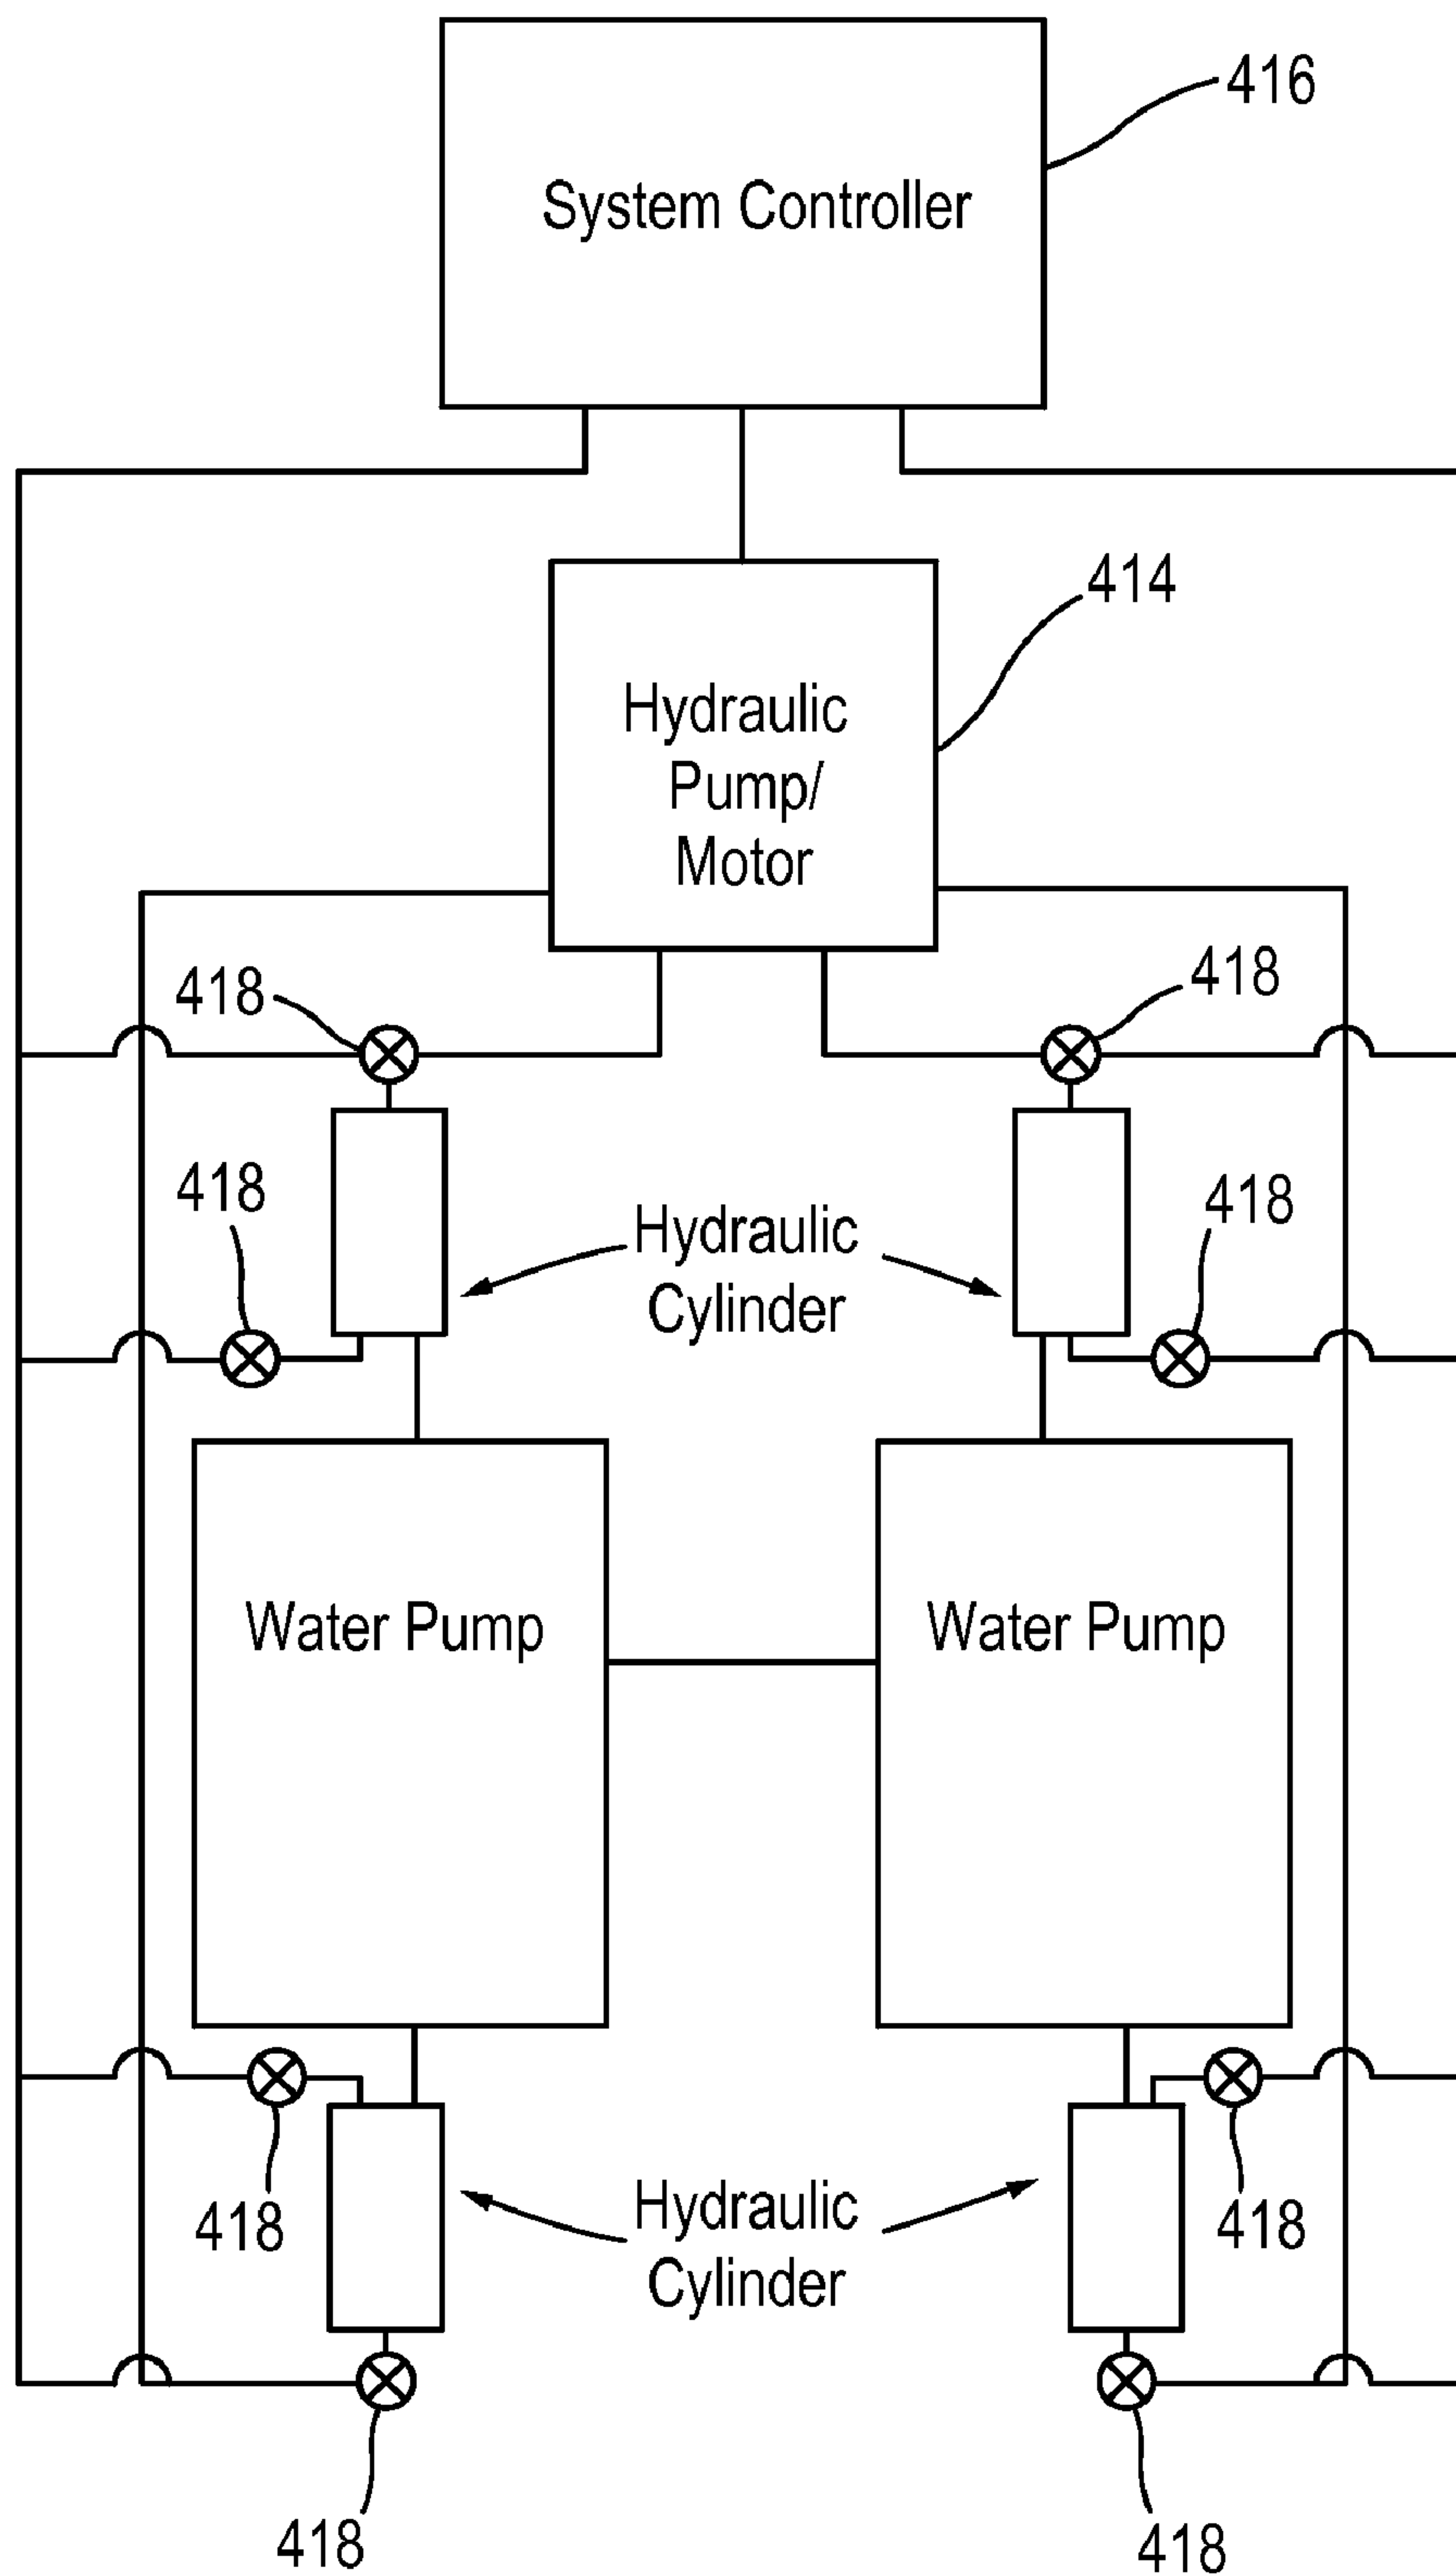 416
System Controller
414
Hydraulic
Pump/
Motor
418
418
418
418
Hydraulic
Cylinder
Water Pump
Water Pump
418
418
Hydraulic
Cylinder
418
418